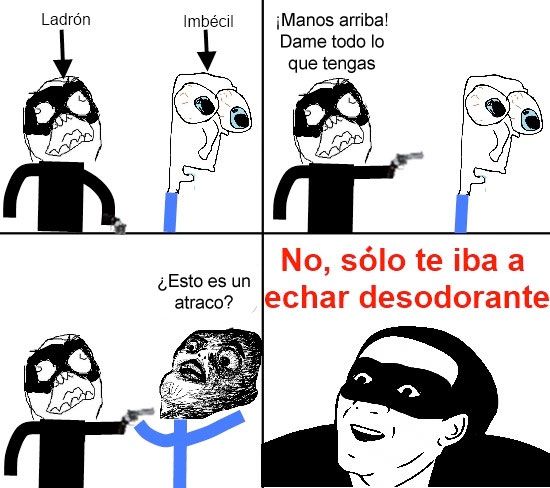 Ladrón
Imbécil
¡Manos arriba!
Dame todo lo
que tengas
¿Esto es un
atraco?
No, sólo te iba a
echar desodorante